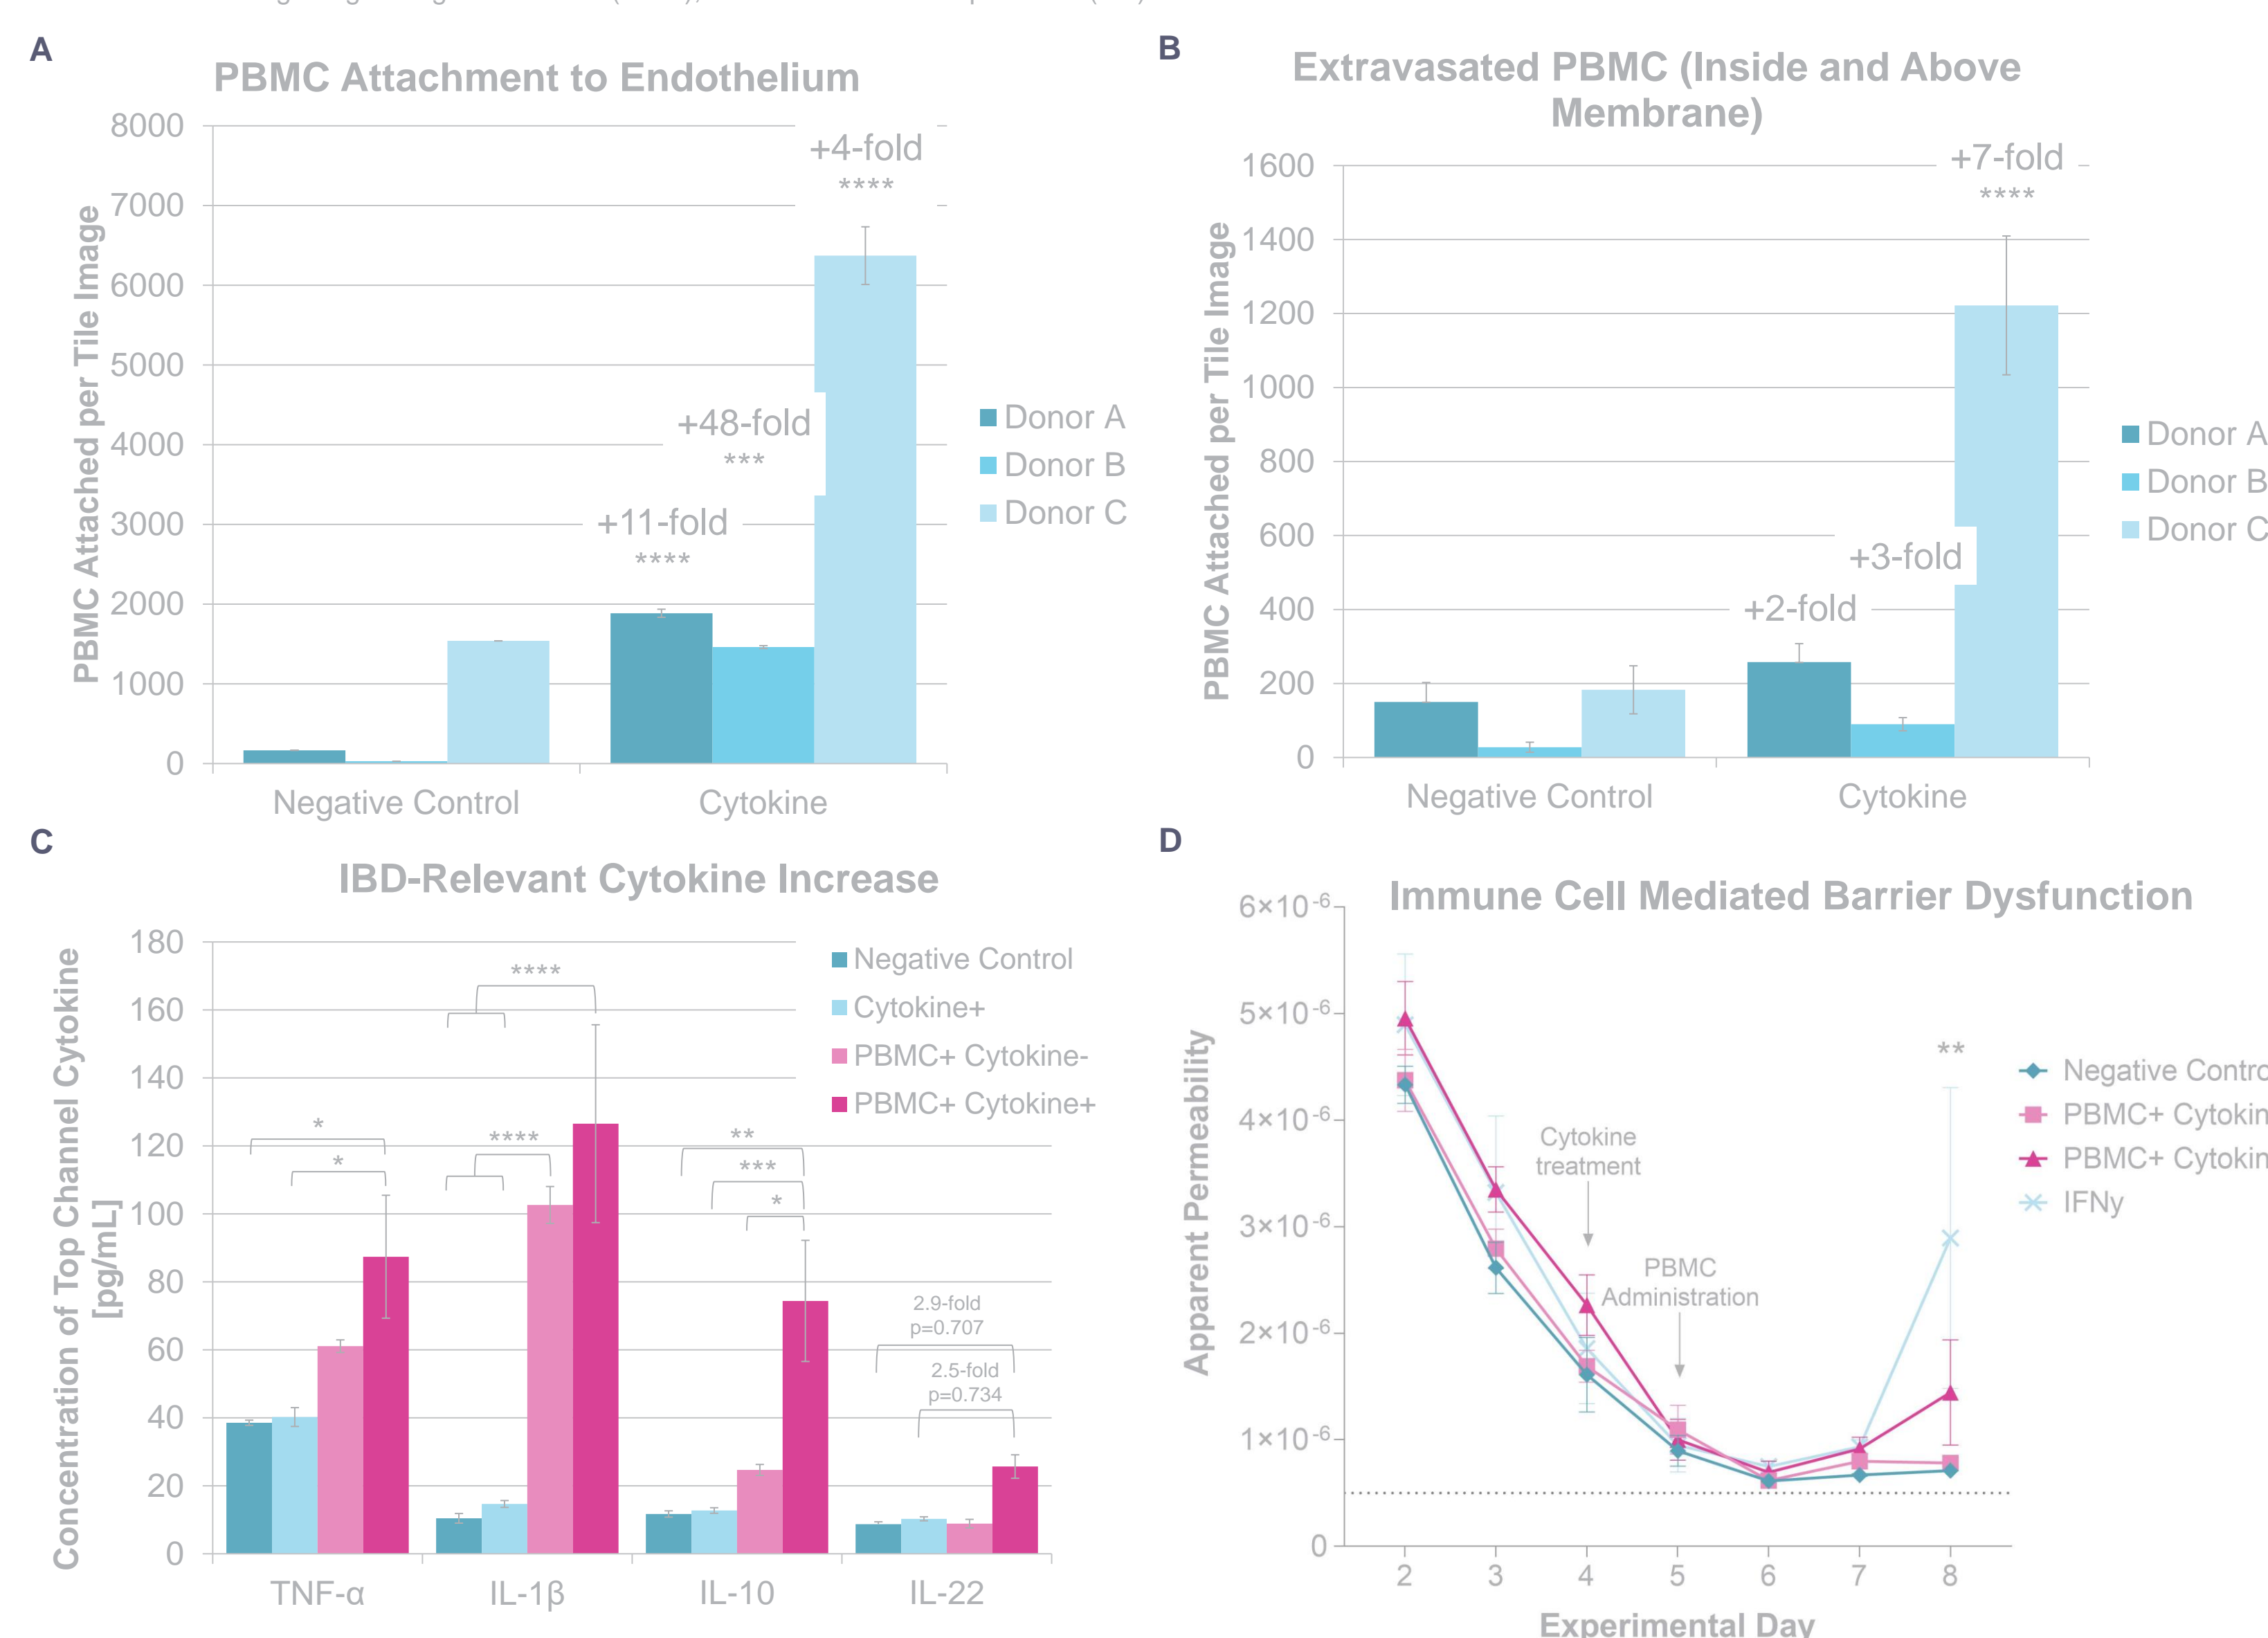 A
PBMC Attachment to Endothelium
PBMC Attached per Tile Image
8000
7000
6000
5000
4000
3000
2000
1000
0
+4-fold
****
+48-fold
***
+11-fold
****
Negative Control
Cytokine
Donor A
Donor B
Donor C
B
Extravasated PBMC (Inside and Above
Membrane)
PBMC Attached per Tile Image
1600
1400
1200
1000
800
600
400
200
0
+7-fold
****
+3-fold
+2-fold
Negative Control
Cytokine
Donor A
Donor B
Donor C
C
IBD-Relevant Cytokine Increase
Concentration of Top Channel Cytokine
[pg/mL]
180
160
140
120
100
80
60
40
20
0
*
*
****
****
**
***
*
2.9-fold
p=0.707
2.5-fold
p=0.734
TNF-α
IL-1β
IL-10
IL-22
Negative Control
Cytokine+
PBMC+ Cytokine-
PBMC+ Cytokine+
D
Immune Cell Mediated Barrier Dysfunction
Apparent Permeability
6×10-6
5×10-6
4×10-6
3×10-6
2×10-6
1×10-6
0
Cytokine
treatment
PBMC
Administration
**
2
3
4
5
6
7
8
Experimental Day
Negative Contro
PBMC+ Cytokin
PBMC+ Cytokin
IFNy